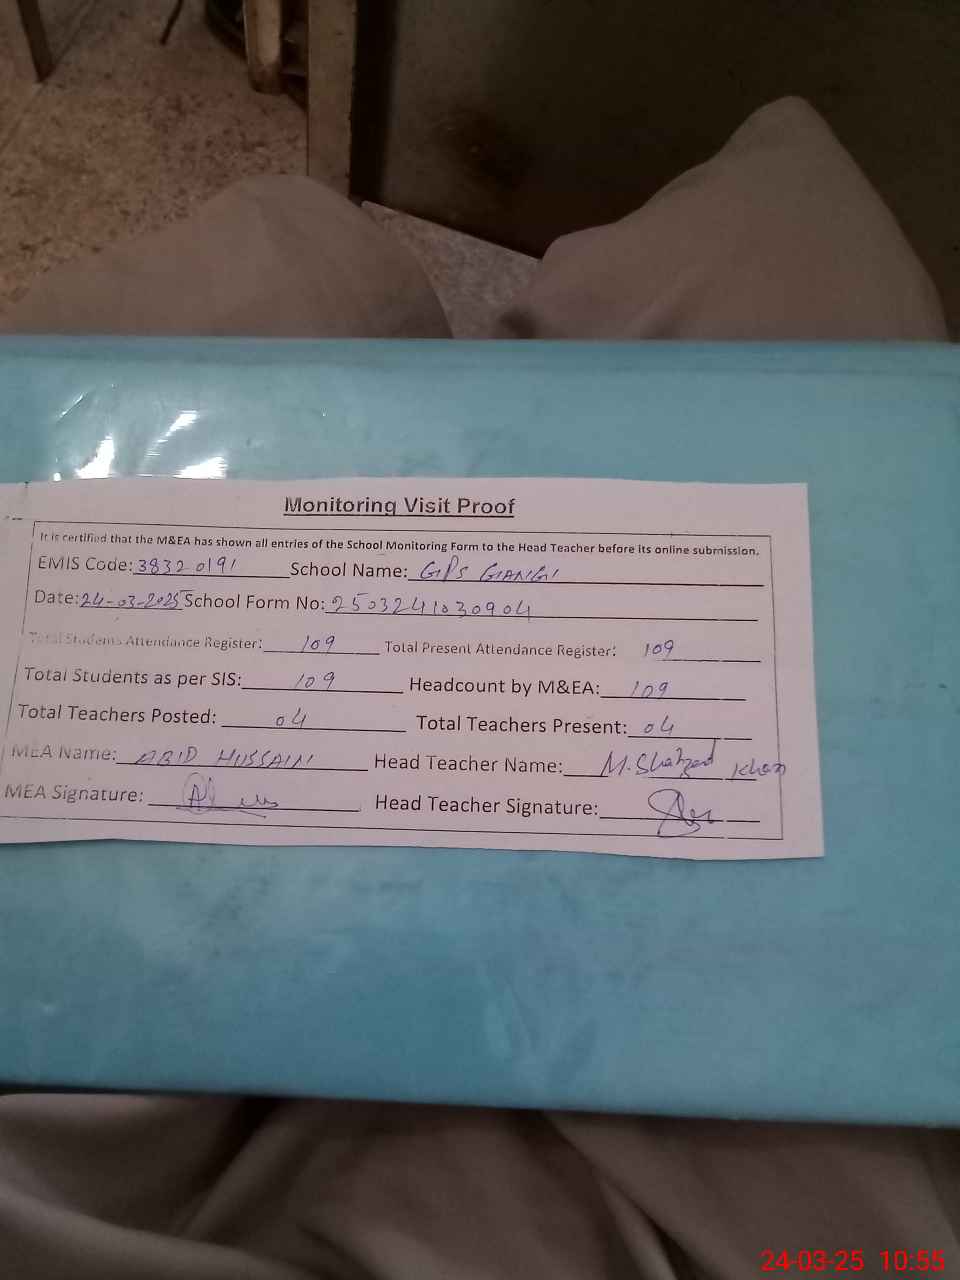 Monitoring Visit Proof
It is certified that the M&EA has shown all entries of the School Monitoring Form to the Head Teacher before its online submission.
EMIS Code: 38320191 School Name: GPS GIANGI
Date: 24-03-2025 School Form No: 2503241030904
Total Students Attendance Register: 109 Total Present Attendance Register: 109
Total Students as per SIS: 109 Headcount by M&EA: 109
Total Teachers Posted: 04 Total Teachers Present: 04
MEA Name: ABID HUSSAIN Head Teacher Name: M. Shahzad Khan
MEA Signature: Head Teacher Signature:
24-03-25 10:55